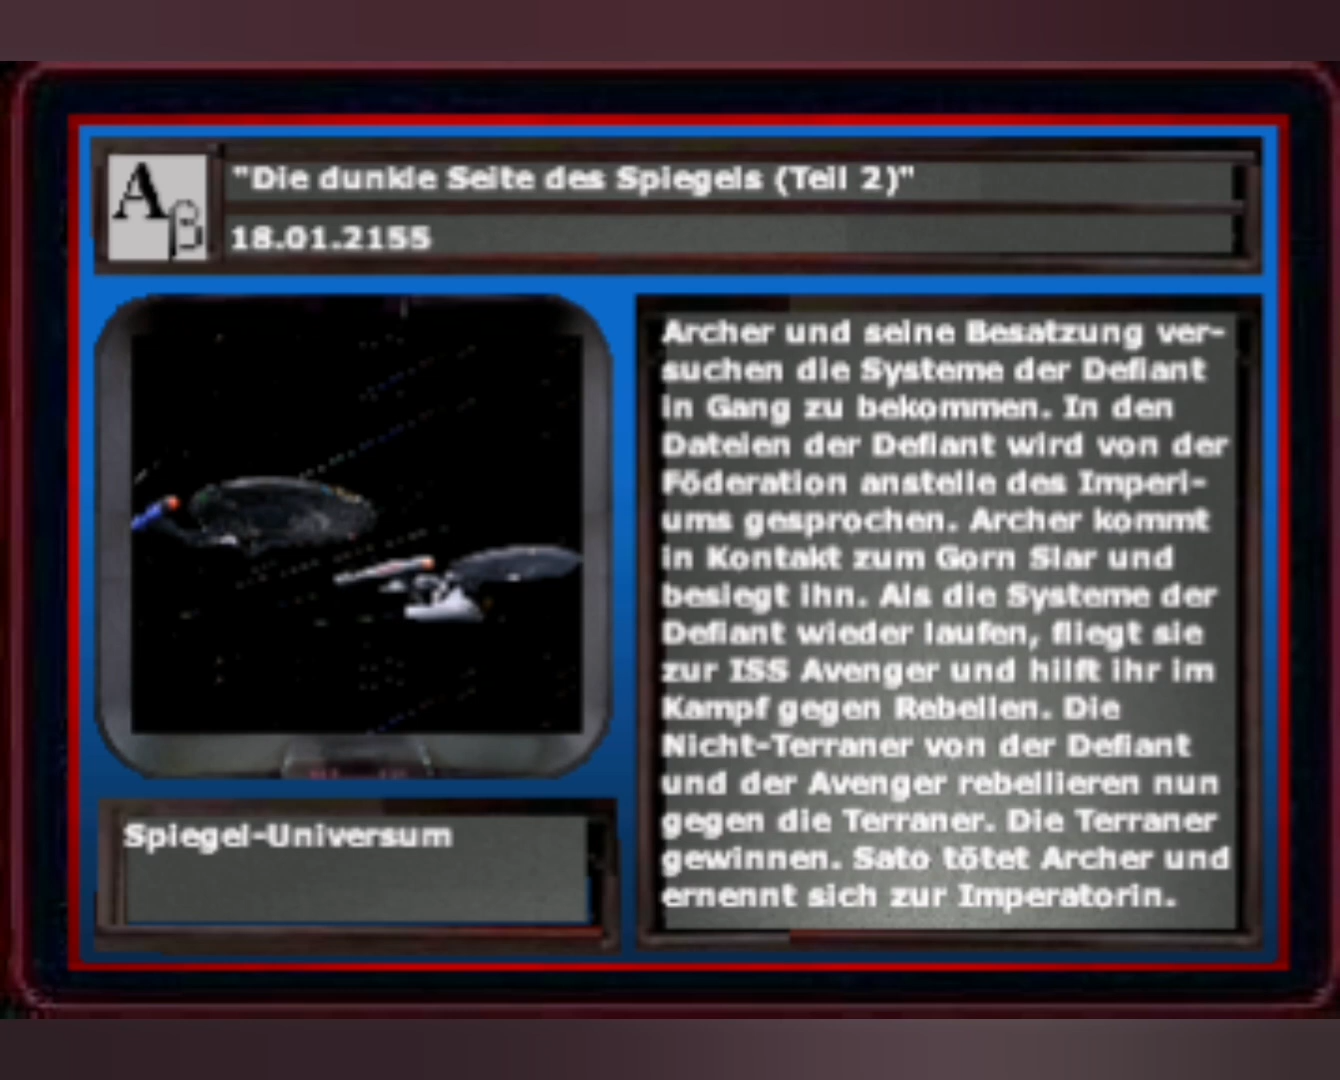 A
β
"Die dunkle Seite des Spiegels (Teil 2)"
18.01.2155
Archer und seine Besatzung ver-
suchen die Systeme der Defiant
in Gang zu bekommen. In den
Dateien der Defiant wird von der
Föderation anstelle des Imperi-
ums gesprochen. Archer kommt
in Kontakt zum Gorn Slar und
besiegt ihn. Als die Systeme der
Defiant wieder laufen, fliegt sie
zur ISS Avenger und hilft ihr im
Kampf gegen Rebellen. Die
Nicht-Terraner von der Defiant
und der Avenger rebellieren nun
gegen die Terraner. Die Terraner
gewinnen. Sato tötet Archer und
ernennt sich zur Imperatorin.
Spiegel-Universum